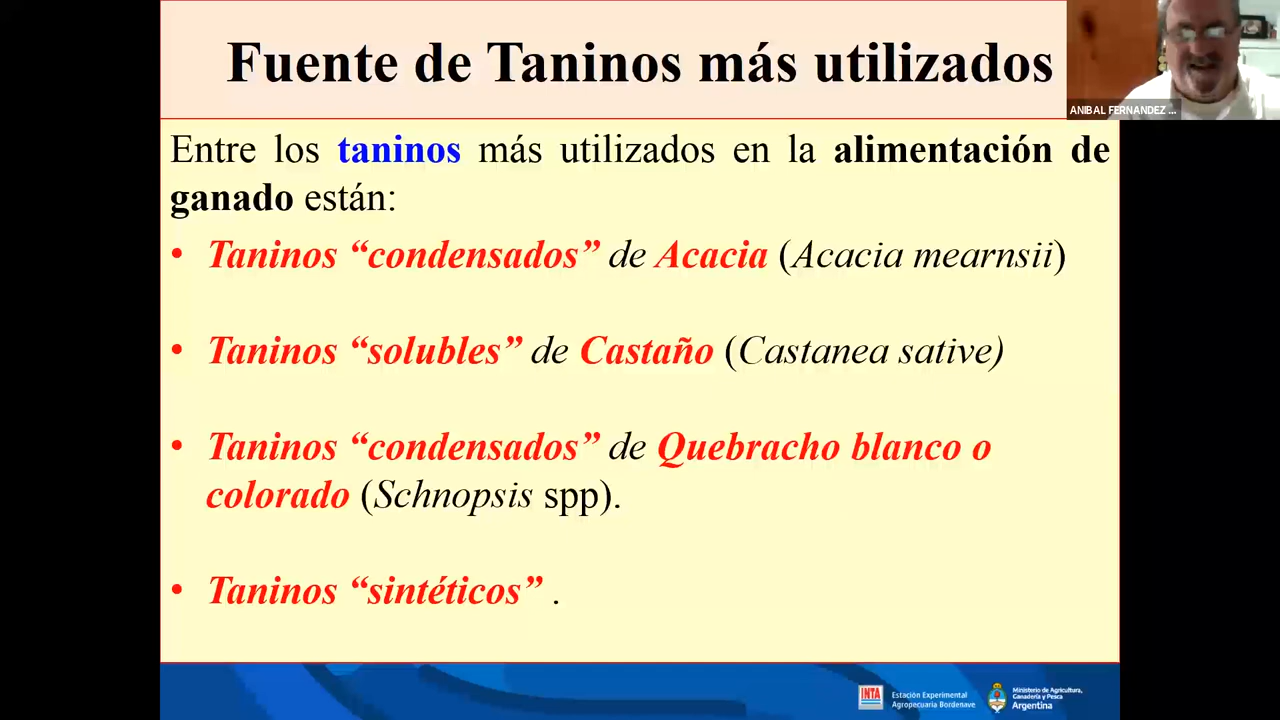 Fuente de Taninos más utilizados
ANIBAL FERNANDEZ ...
Entre los taninos más utilizados en la alimentación de
ganado están:
• Taninos “condensados” de Acacia (Acacia mearnsii)
• Taninos “solubles” de Castaño (Castanea sative)
• Taninos “condensados” de Quebracho blanco o
colorado (Schnopsis spp).
• Taninos “sintéticos” .
INTA
Estación Experimental
Agropecuaria Bordenave
Ministerio de Agricultura,
Ganadería y Pesca
Argentina